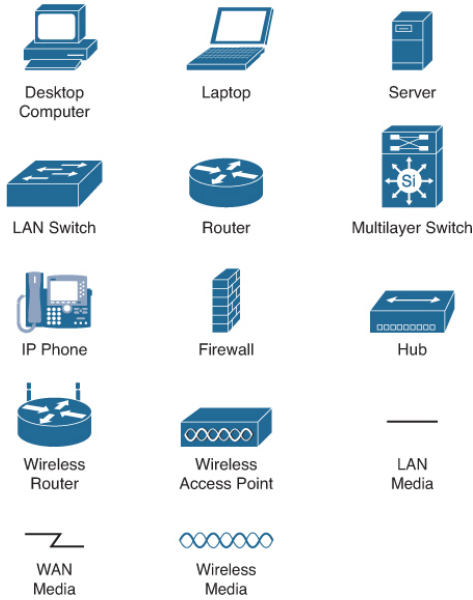 Desktop
Computer
Laptop
Server
LAN Switch
Router
Si
Multilayer Switch
IP Phone
Firewall
Hub
Wireless
Router
Wireless
Access Point
LAN
Media
WAN
Media
Wireless
Media